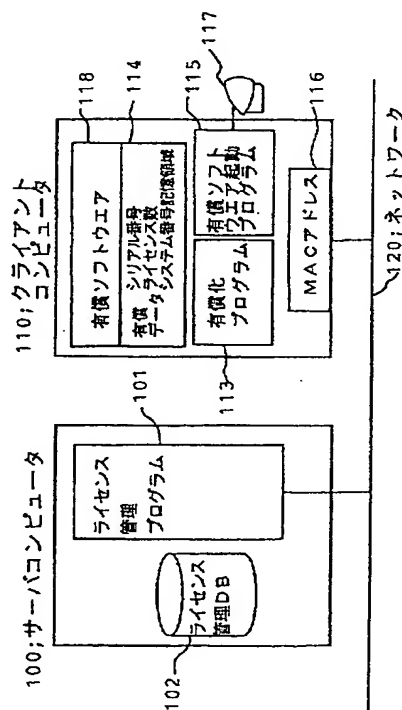 100;サーバコンピュータ
101
ライセンス
管理
プログラム
ライセンス
管理DB
102
110;クライアント
コンピュータ
118
有償ソフトウエア
114
有償
データ
シリアル番号
ライセンス数
システム番号記憶領域
115
有償ソフト
ウエア起動
プログラム
117
有償化
プログラム
113
116
MACアドレス
120;ネットワーク